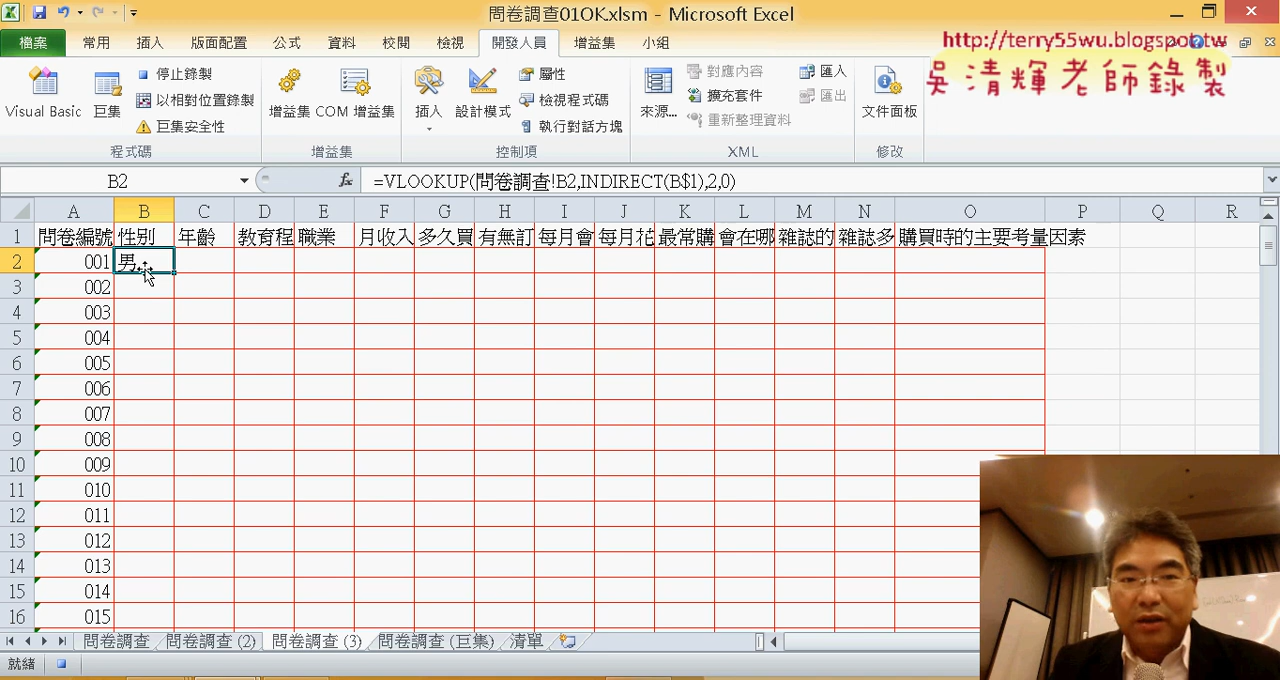 問卷調查01OK.xlsm - Microsoft Excel
檔案 常用 插入 版面配置 公式 資料 校閱 檢視 開發人員 增益集 小組
http://terry55wu.blogspot.tw
吳清輝老師錄製
Visual Basic 巨集 停止錄製 以相對位置錄製 巨集安全性
增益集 COM 增益集
插入 設計模式 屬性 檢視程式碼 執行對話方塊
來源... 對應內容 擴充套件 重新整理資料 匯入 匯出
文件面板
程式碼 增益集 控制項 XML 修改
B2 fx =VLOOKUP(問卷調查!B2,INDIRECT(B$1),2,0)
A B C D E F G H I J K L M N O P Q R
1 問卷編號 性別 年齡 教育程 職業 月收入 多久買 有無訂 每月會 每月花 最常購 會在哪 雜誌的 雜誌多 購買時的主要考量因素
2 001 男
3 002
4 003
5 004
6 005
7 006
8 007
9 008
10 009
11 010
12 011
13 012
14 013
15 014
16 015
問卷調查 問卷調查 (2) 問卷調查 (3) 問卷調查 (巨集) 清單
就緒